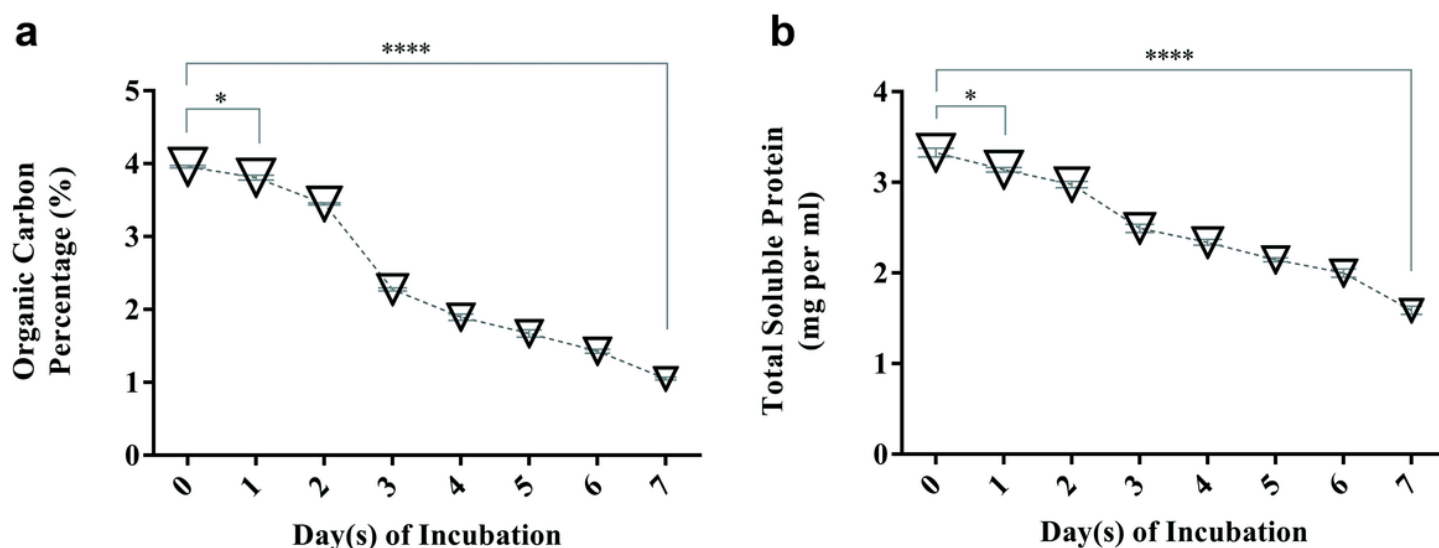 a
****
*
5
4
3
2
1
0
Organic Carbon
Percentage (%)
0 1 2 3 4 5 6 7
Day(s) of Incubation
b
****
*
4
3
2
1
0
Total Soluble Protein
(mg per ml)
0 1 2 3 4 5 6 7
Day(s) of Incubation